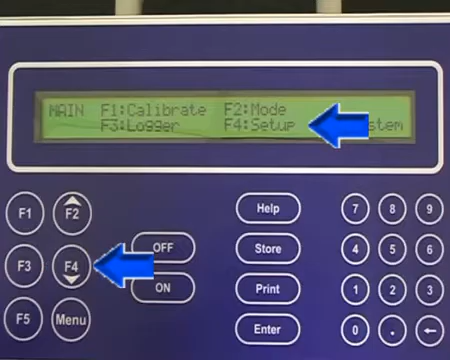 MAIN F1:Calibrate F2:Mode
F3:Logger F4:Setup stem
F1 F2
F3 F4
F5 Menu
OFF
ON
Help
Store
Print
Enter
7 8 9
4 5 6
1 2 3
0 . ←